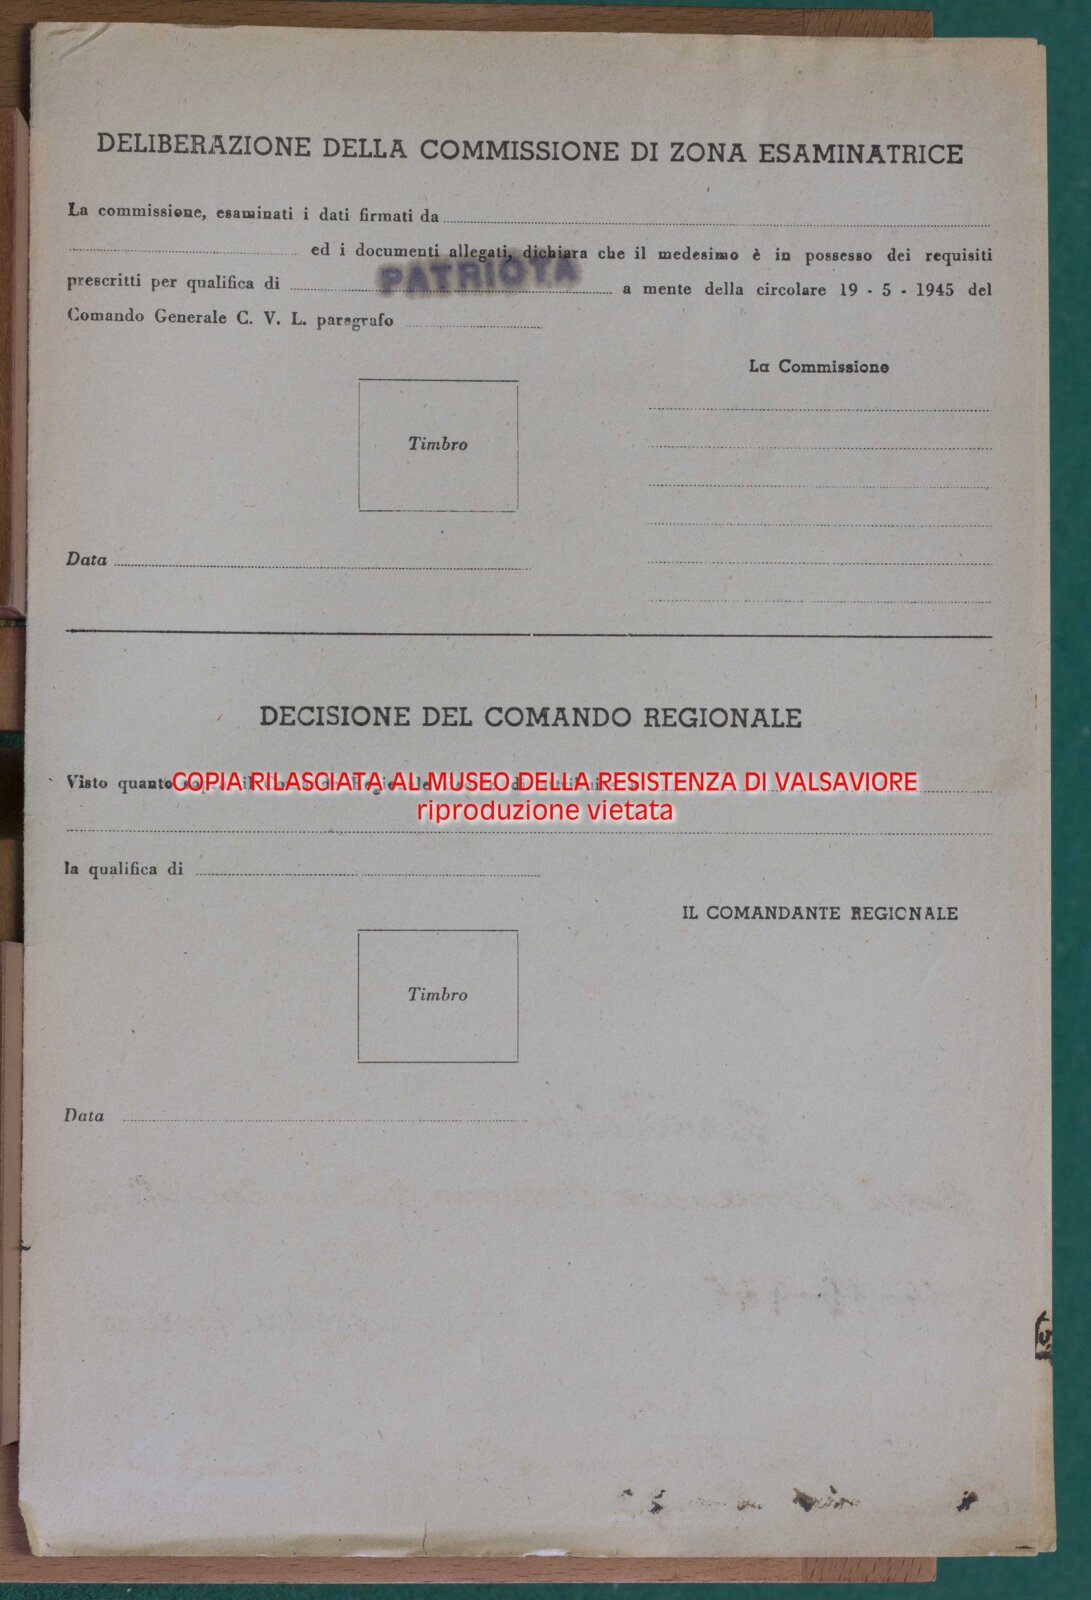 DELIBERAZIONE DELLA COMMISSIONE DI ZONA ESAMINATRICE
La commissione, esaminati i dati firmati da
ed i documenti allegati, dichiara che il medesimo è in possesso dei requisiti
PATRIOTA
prescritti per qualifica di a mente della circolare 19 - 5 - 1945 del
Comando Generale C. V. L. paragrafo
La Commissione
Timbro
Data
DECISIONE DEL COMANDO REGIONALE
Visto quanto
COPIA RILASCIATA AL MUSEO DELLA RESISTENZA DI VALSAVIORE
riproduzione vietata
la qualifica di
IL COMANDANTE REGIONALE
Timbro
Data